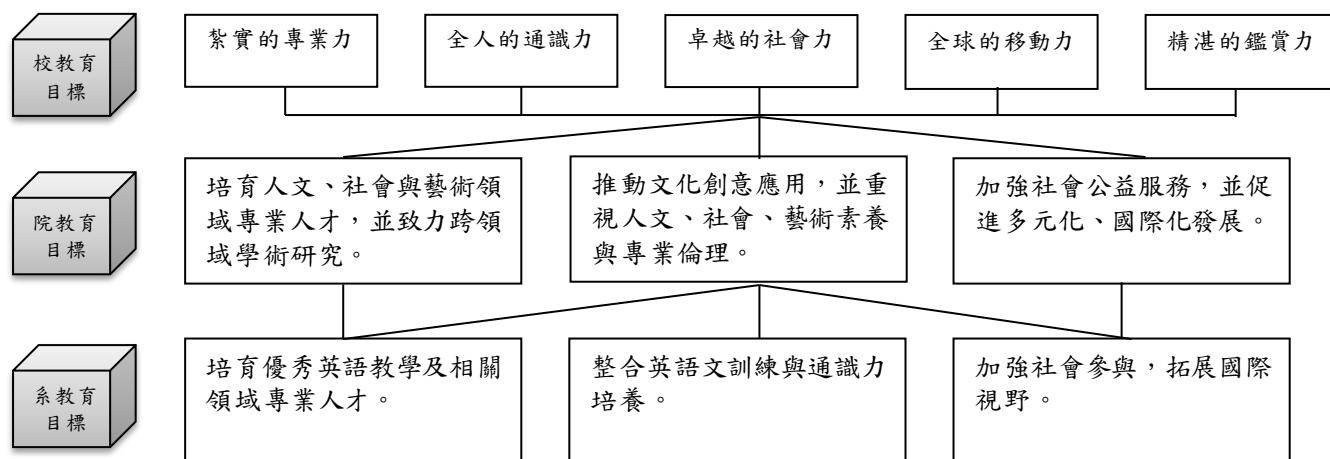 校教育
目標
紮實的專業力
全人的通識力
卓越的社會力
全球的移動力
精湛的鑑賞力
院教育
目標
培育人文、社會與藝術領
域專業人才，並致力跨領
域學術研究。
推動文化創意應用，並重
視人文、社會、藝術素養
與專業倫理。
加強社會公益服務，並促
進多元化、國際化發展。
系教育
目標
培育優秀英語教學及相關
領域專業人才。
整合英語文訓練與通識力
培養。
加強社會參與，拓展國際
視野。